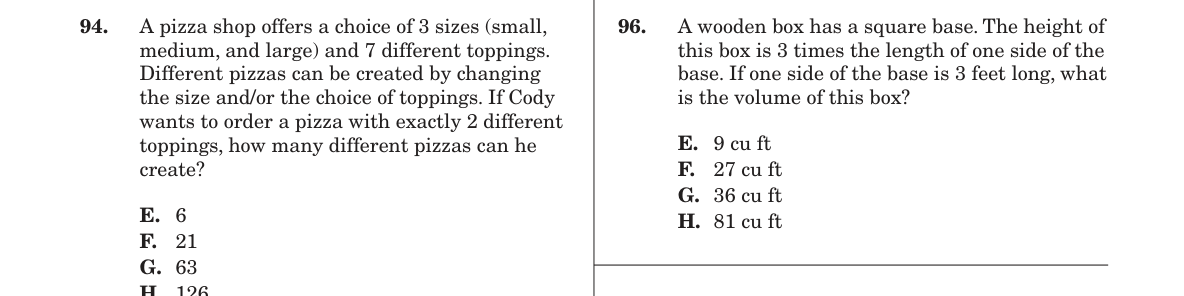 94. A pizza shop offers a choice of 3 sizes (small,
medium, and large) and 7 different toppings.
Different pizzas can be created by changing
the size and/or the choice of toppings. If Cody
wants to order a pizza with exactly 2 different
toppings, how many different pizzas can he
create?
E. 6
F. 21
G. 63
H. 126
96. A wooden box has a square base. The height of
this box is 3 times the length of one side of the
base. If one side of the base is 3 feet long, what
is the volume of this box?
E. 9 cu ft
F. 27 cu ft
G. 36 cu ft
H. 81 cu ft